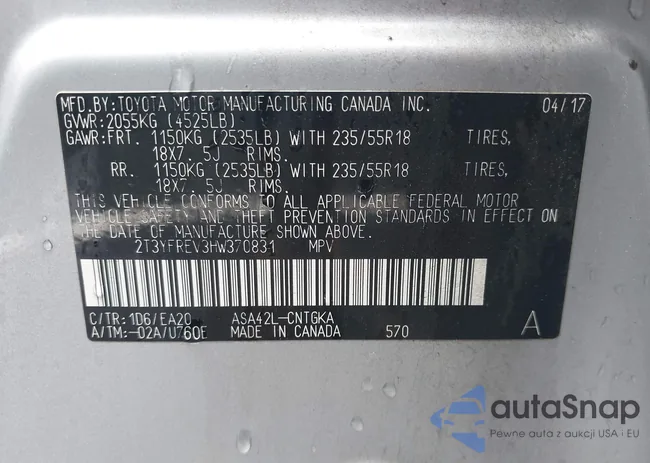 MFD.BY:TOYOTA MOTOR MANUFACTURING CANADA INC. 04/17
GVWR:2055KG (4525LB)
GAWR:FRT. 1150KG (2535LB) WITH 235/55R18 TIRES,
18X7.5J RIMS.
RR. 1150KG (2535LB) WITH 235/55R18 TIRES,
18X7.5J RIMS.
THIS VEHICLE CONFORMS TO ALL APPLICABLE FEDERAL MOTOR
VEHICLE SAFETY AND THEFT PREVENTION STANDARDS IN EFFECT ON
THE DATE OF MANUFACTURE SHOWN ABOVE.
2T3YFREV3HW370831 MPV
C/TR:1D6/EA20 ASA42L-CNTGKA
A/TM:-02A/U760E MADE IN CANADA 570 A
autaSnap
Pewne auta z aukcji USA i EU